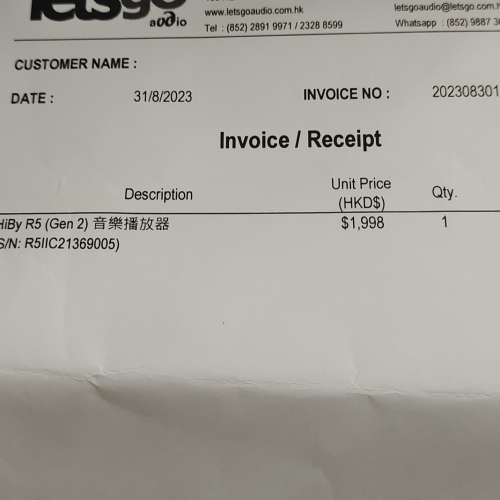 letsgo
audio
www.letsgoaudio.com.hk
letsgoaudio@letsgo.com.h
Tel : (852) 2891 9971 / 2328 8599
Whatsapp : (852) 9887 3
CUSTOMER NAME :
DATE : 31/8/2023 INVOICE NO : 202308301
Invoice / Receipt
Description Unit Price (HKD$) Qty.
HiBy R5 (Gen 2) 音樂播放器 $1,998 1
S/N: R5IIC21369005)